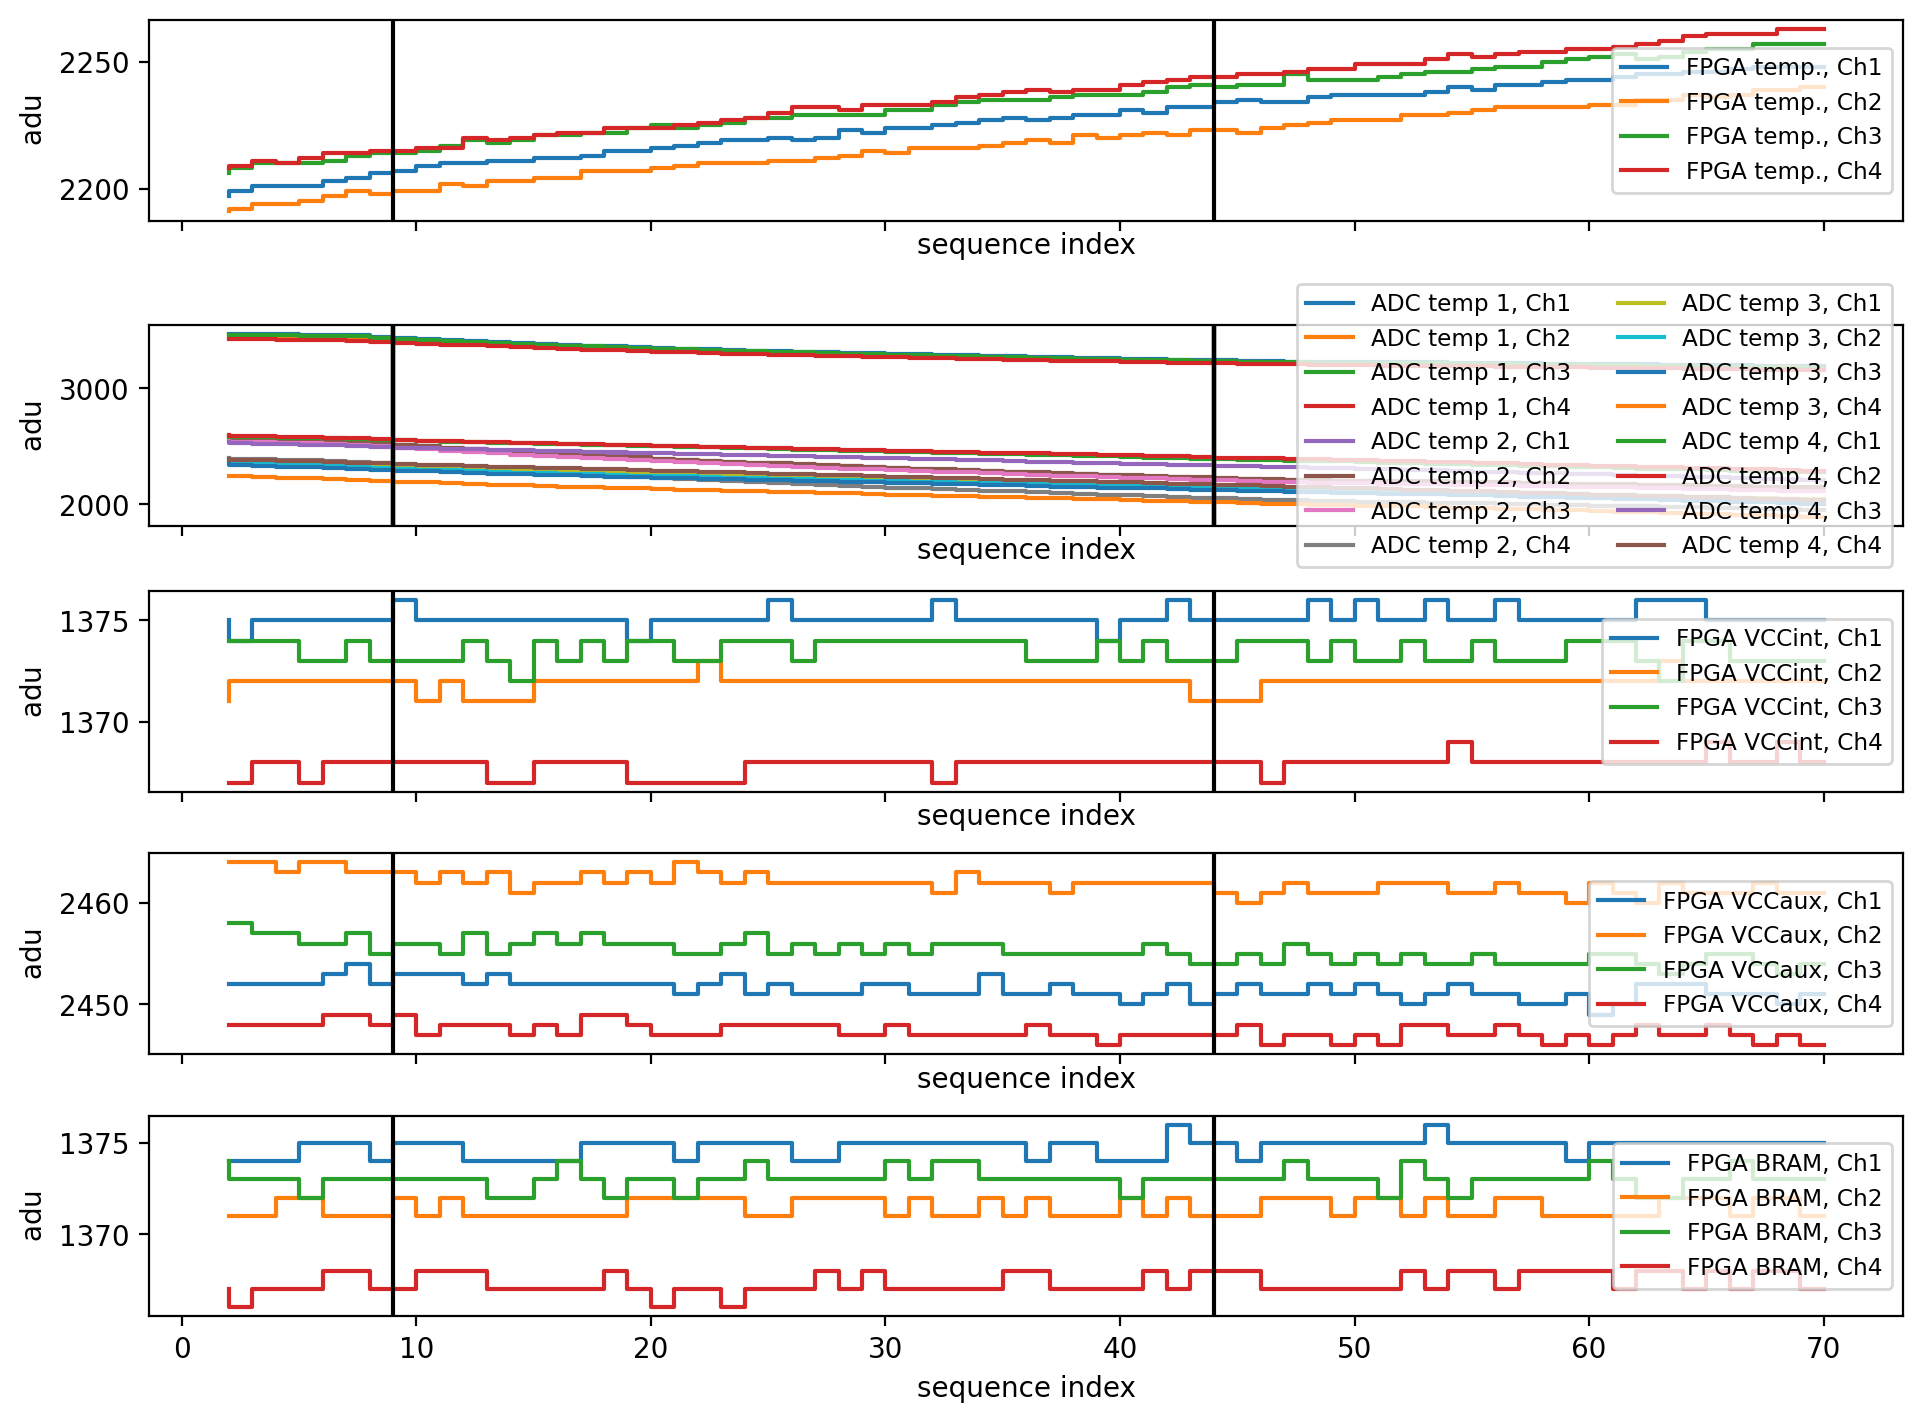 adu
2250
2200
FPGA temp., Ch1
FPGA temp., Ch2
FPGA temp., Ch3
FPGA temp., Ch4
sequence index
adu
3000
2000
ADC temp 1, Ch1
ADC temp 1, Ch2
ADC temp 1, Ch3
ADC temp 1, Ch4
ADC temp 2, Ch1
ADC temp 2, Ch2
ADC temp 2, Ch3
ADC temp 2, Ch4
ADC temp 3, Ch1
ADC temp 3, Ch2
ADC temp 3, Ch3
ADC temp 3, Ch4
ADC temp 4, Ch1
ADC temp 4, Ch2
ADC temp 4, Ch3
ADC temp 4, Ch4
sequence index
adu
1375
1370
FPGA VCCint, Ch1
FPGA VCCint, Ch2
FPGA VCCint, Ch3
FPGA VCCint, Ch4
sequence index
adu
2460
2450
FPGA VCCaux, Ch1
FPGA VCCaux, Ch2
FPGA VCCaux, Ch3
FPGA VCCaux, Ch4
sequence index
adu
1375
1370
FPGA BRAM, Ch1
FPGA BRAM, Ch2
FPGA BRAM, Ch3
FPGA BRAM, Ch4
0 10 20 30 40 50 60 70
sequence index